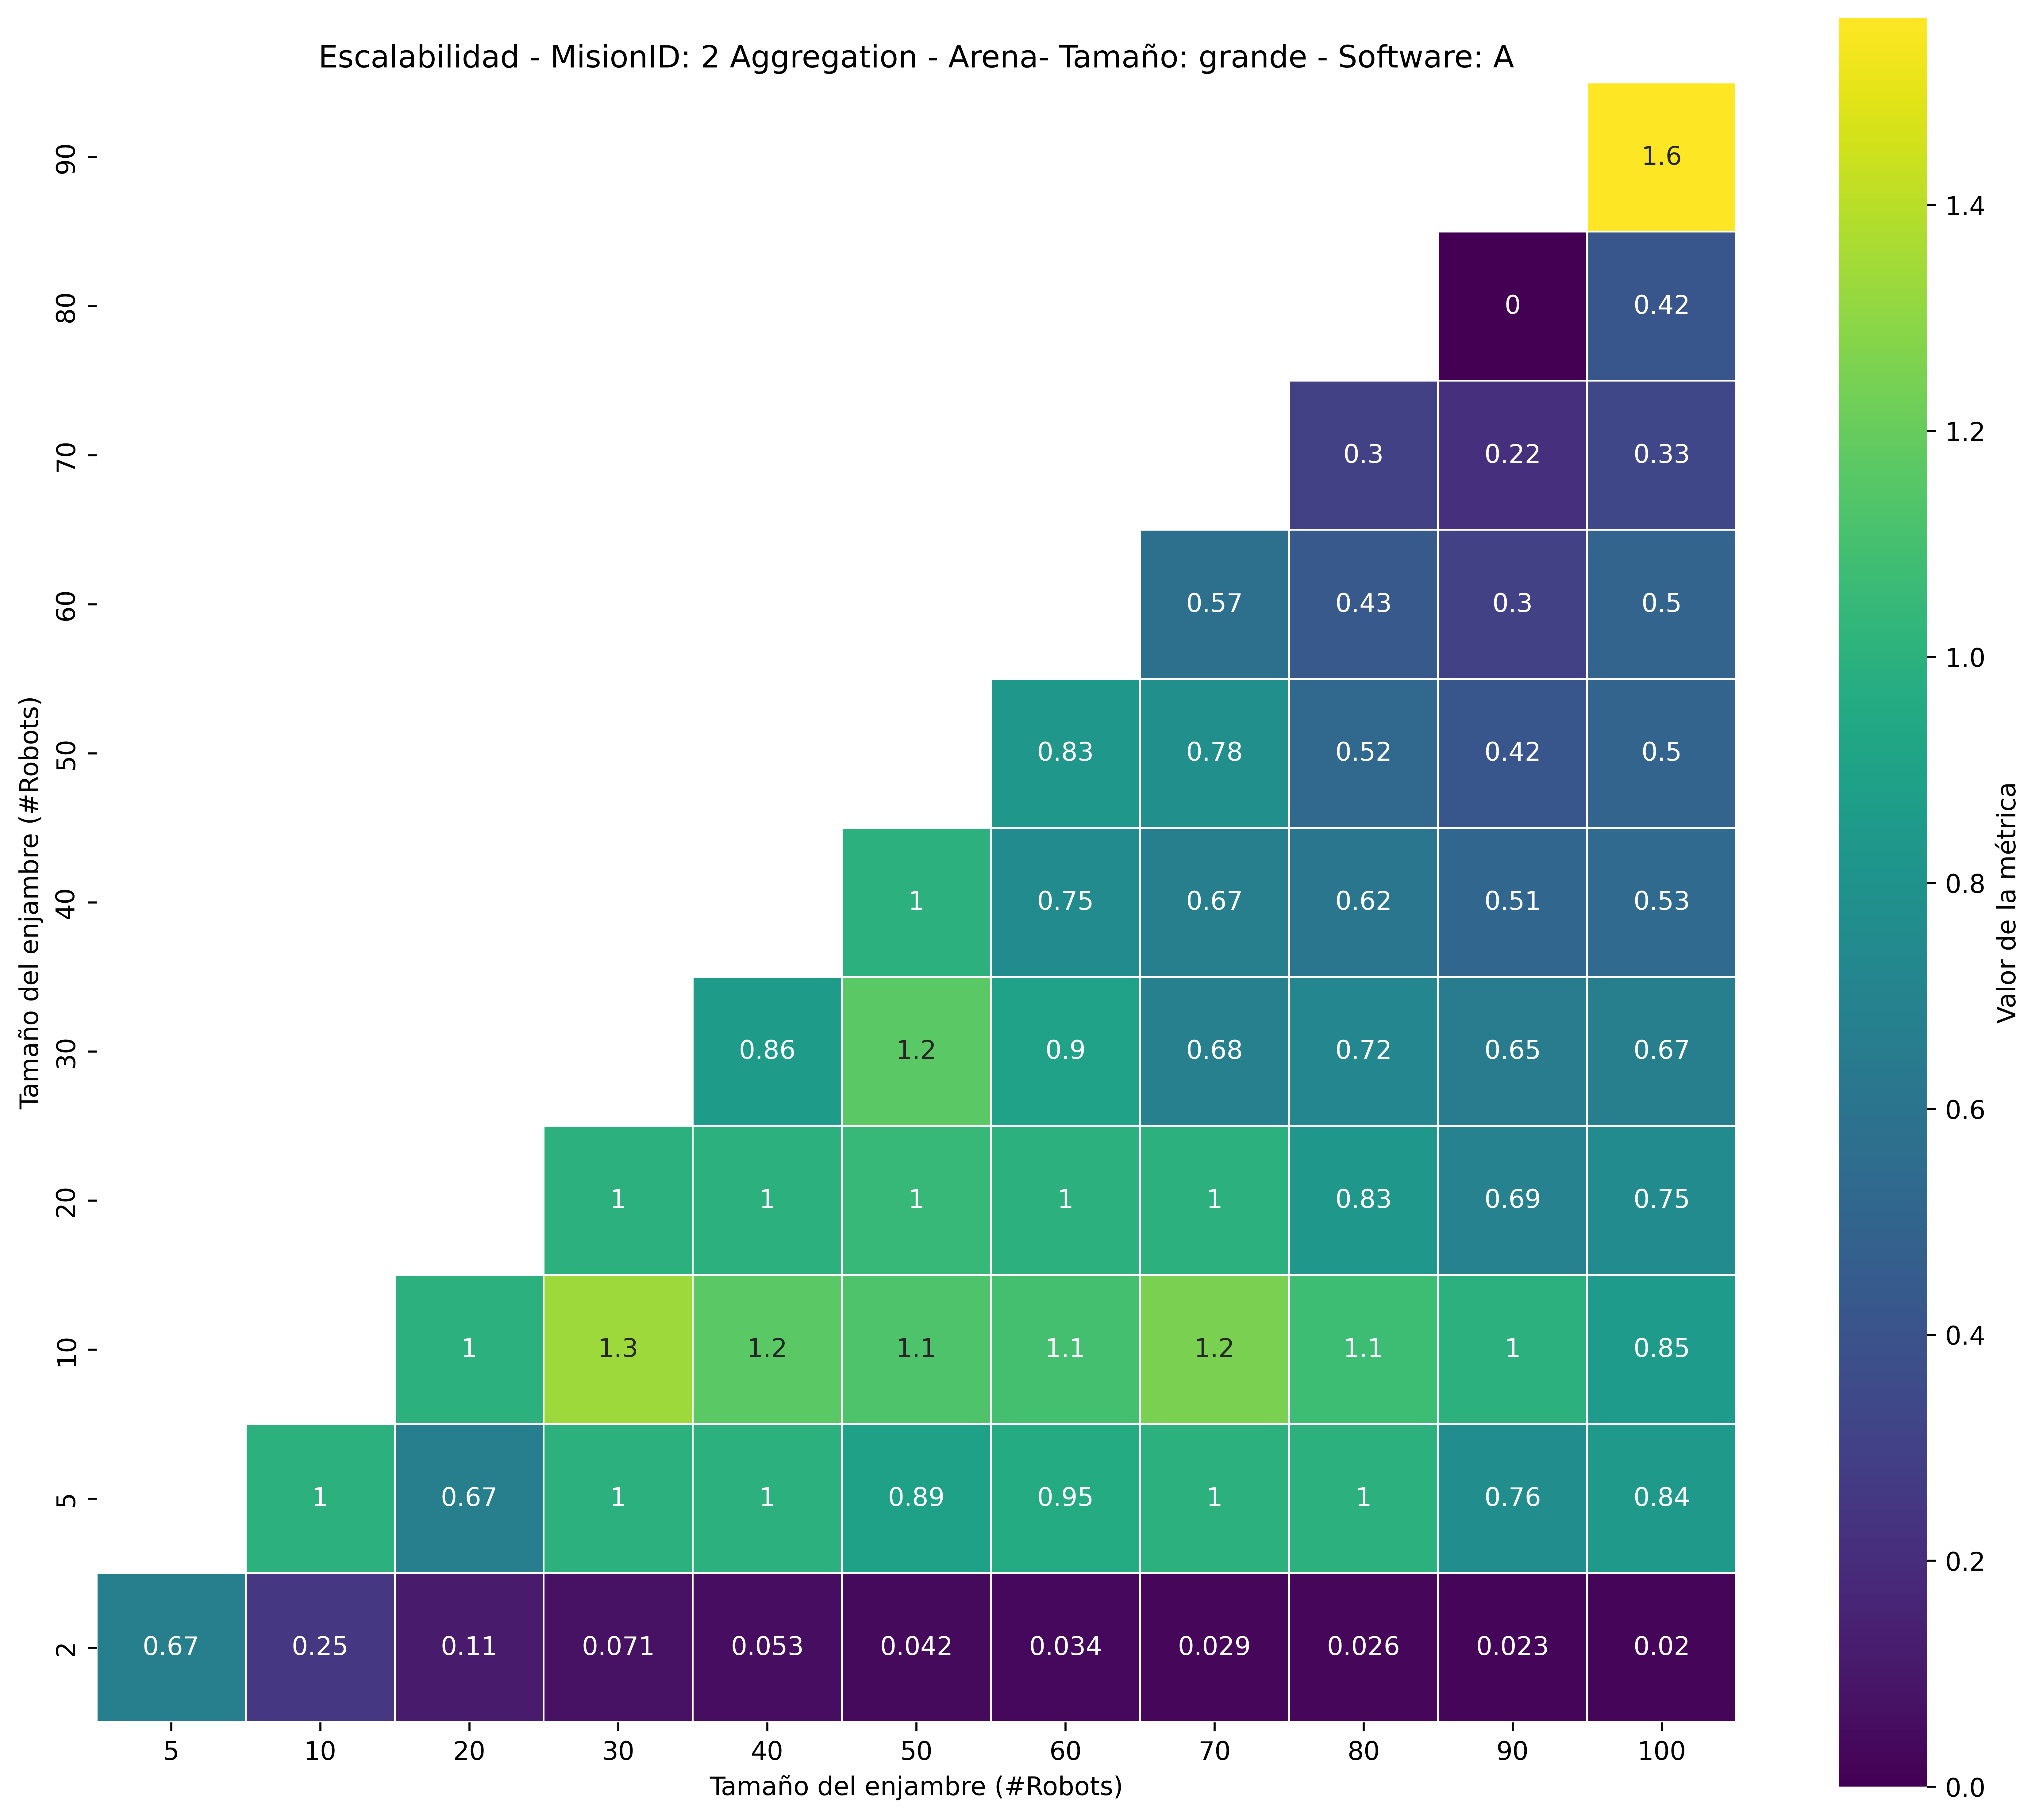 Escalabilidad - MisionID: 2 Aggregation - Arena- Tamaño: grande - Software: A
90 1.6
80 0 0.42
70 0.3 0.22 0.33
60 0.57 0.43 0.3 0.5
50 0.83 0.78 0.52 0.42 0.5
40 1 0.75 0.67 0.62 0.51 0.53
30 0.86 1.2 0.9 0.68 0.72 0.65 0.67
20 1 1 1 1 1 0.83 0.69 0.75
10 1 1.3 1.2 1.1 1.1 1.2 1.1 1 0.85
5 1 0.67 1 1 0.89 0.95 1 1 0.76 0.84
2 0.67 0.25 0.11 0.071 0.053 0.042 0.034 0.029 0.026 0.023 0.02
5 10 20 30 40 50 60 70 80 90 100
Tamaño del enjambre (#Robots)
Tamaño del enjambre (#Robots)
1.4
1.2
1.0
0.8
0.6
0.4
0.2
0.0
Valor de la métrica